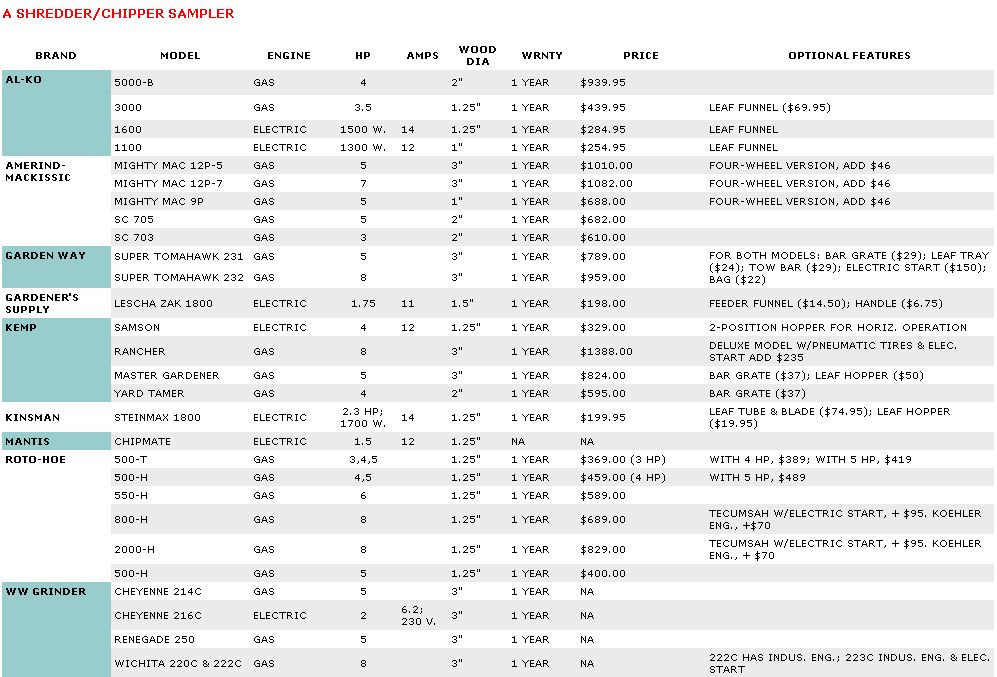 A SHREDDER/CHIPPER SAMPLER
BRAND MODEL ENGINE HP AMPS WOOD DIA WRNTY PRICE OPTIONAL FEATURES
AL-KO 5000-B GAS 4 2" 1 YEAR $939.95
3000 GAS 3.5 1.25" 1 YEAR $439.95 LEAF FUNNEL ($69.95)
1600 ELECTRIC 1500 W. 14 1.25" 1 YEAR $284.95 LEAF FUNNEL
1100 ELECTRIC 1300 W. 12 1" 1 YEAR $254.95 LEAF FUNNEL
AMERIND-MACKISSIC MIGHTY MAC 12P-5 GAS 5 3" 1 YEAR $1010.00 FOUR-WHEEL VERSION, ADD $46
MIGHTY MAC 12P-7 GAS 7 3" 1 YEAR $1082.00 FOUR-WHEEL VERSION, ADD $46
MIGHTY MAC 9P GAS 5 1" 1 YEAR $688.00 FOUR-WHEEL VERSION, ADD $46
SC 705 GAS 5 2" 1 YEAR $682.00
SC 703 GAS 3 2" 1 YEAR $610.00
GARDEN WAY SUPER TOMAHAWK 231 GAS 5 3" 1 YEAR $789.00 FOR BOTH MODELS: BAR GRATE ($29); LEAF TRAY
($24); TOW BAR ($29); ELECTRIC START ($150);
BAG ($22)
SUPER TOMAHAWK 232 GAS 8 3" 1 YEAR $959.00
GARDENER'S SUPPLY LESCHA ZAK 1800 ELECTRIC 1.75 11 1.5" 1 YEAR $198.00 FEEDER FUNNEL ($14.50); HANDLE ($6.75)
KEMP SAMSON ELECTRIC 4 12 1.25" 1 YEAR $329.00 2-POSITION HOPPER FOR HORIZ. OPERATION
RANCHER GAS 8 3" 1 YEAR $1388.00 DELUXE MODEL W/PNEUMATIC TIRES & ELEC.
START ADD $235
MASTER GARDENER GAS 5 3" 1 YEAR $824.00 BAR GRATE ($37); LEAF HOPPER ($50)
YARD TAMER GAS 4 2" 1 YEAR $595.00 BAR GRATE ($37)
KINSMAN STEINMAX 1800 ELECTRIC 2.3 HP; 1700 W. 14 1.25" 1 YEAR $199.95 LEAF TUBE & BLADE ($74.95); LEAF HOPPER
($19.95)
MANTIS CHIPMATE ELECTRIC 1.5 12 1.25" NA NA
ROTO-HOE 500-T GAS 3,4,5 1.25" 1 YEAR $369.00 (3 HP) WITH 4 HP, $389; WITH 5 HP, $419
500-H GAS 4,5 1.25" 1 YEAR $459.00 (4 HP) WITH 5 HP, $489
550-H GAS 6 1.25" 1 YEAR $589.00
800-H GAS 8 1.25" 1 YEAR $689.00 TECUMSAH W/ELECTRIC START, + $95. KOEHLER
ENG., +$70
2000-H GAS 8 1.25" 1 YEAR $829.00 TECUMSAH W/ELECTRIC START, + $95. KOEHLER
ENG., + $70
500-H GAS 5 1.25" 1 YEAR $400.00
WW GRINDER CHEYENNE 214C GAS 5 3" 1 YEAR NA
CHEYENNE 216C ELECTRIC 2 6.2; 230 V. 3" 1 YEAR NA
RENEGADE 250 GAS 5 3" 1 YEAR NA
WICHITA 220C & 222C GAS 8 3" 1 YEAR NA 222C HAS INDUS. ENG.; 223C INDUS. ENG. & ELEC.
START